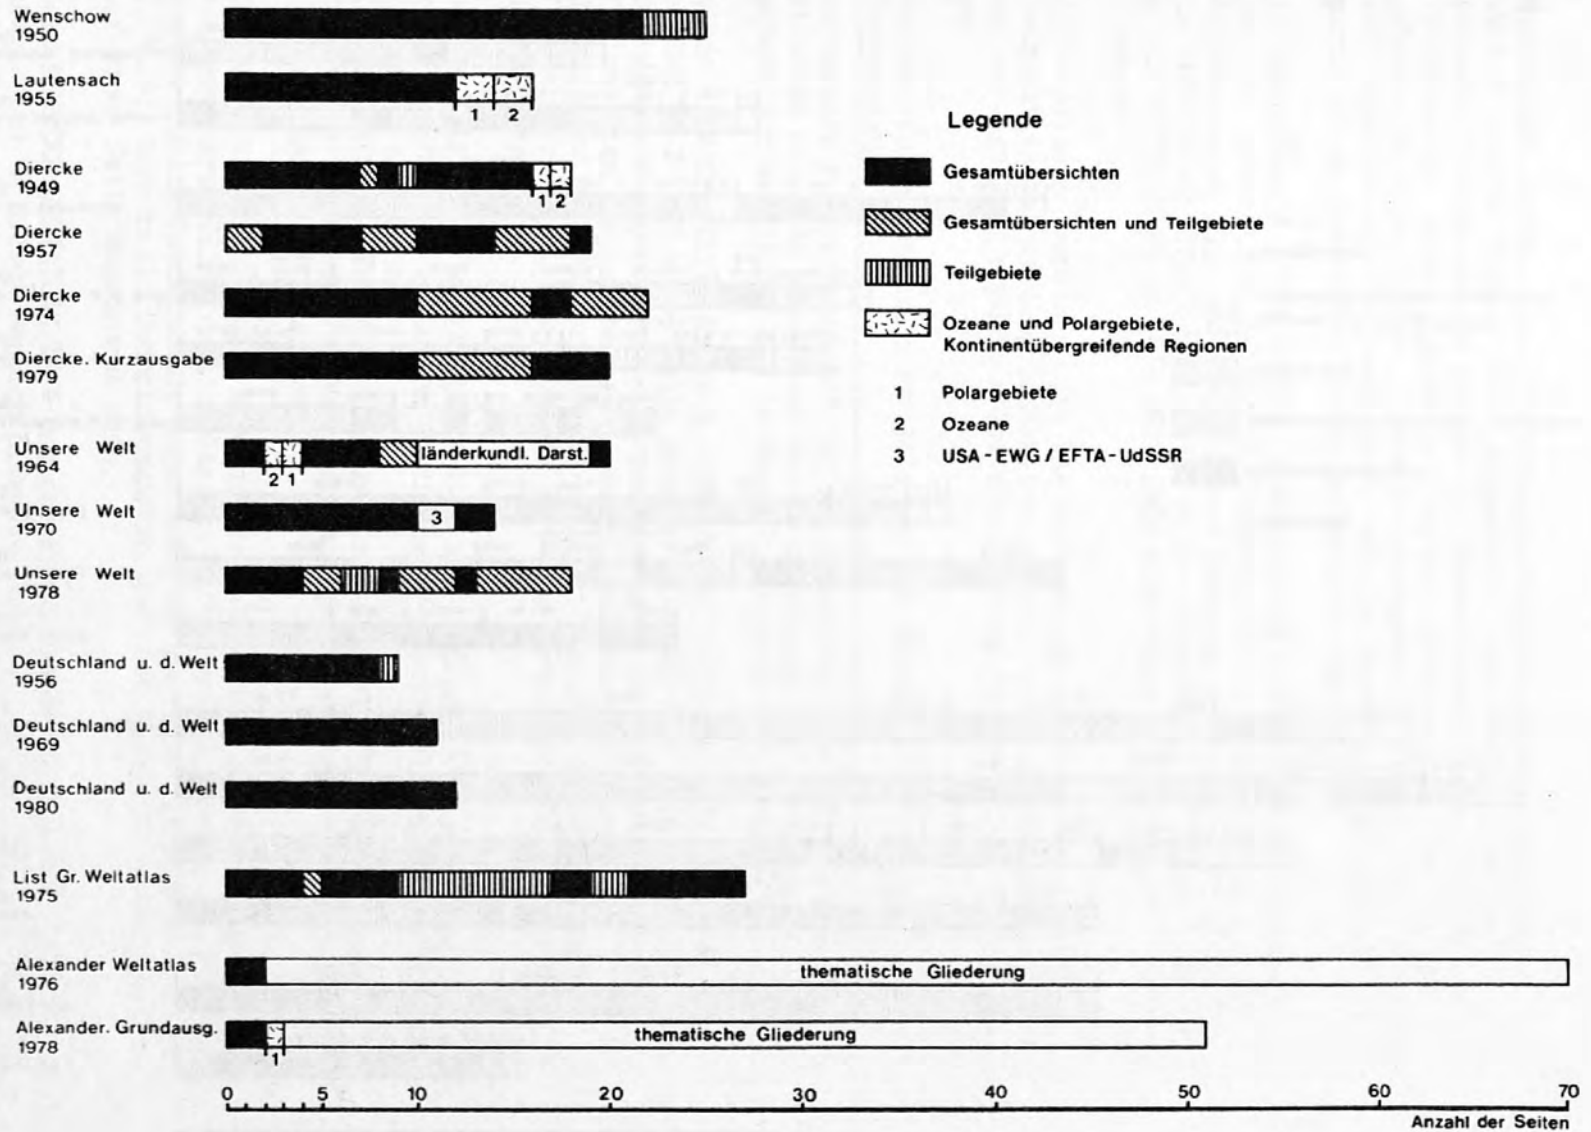 Wenschow
1950
Lautensach
1955
1 2
Diercke
1949
1 2
Diercke
1957
Diercke
1974
Diercke. Kurzausgabe
1979
Unsere Welt
1964
länderkundl. Darst.
2 1
Unsere Welt
1970
3
Unsere Welt
1978
Deutschland u. d. Welt
1956
Deutschland u. d. Welt
1969
Deutschland u. d. Welt
1980
List Gr. Weltatlas
1975
Alexander Weltatlas
1976
thematische Gliederung
Alexander. Grundausg.
1978
thematische Gliederung
1
Legende
Gesamtübersichten
Gesamtübersichten und Teilgebiete
Teilgebiete
Ozeane und Polargebiete,
Kontinentübergreifende Regionen
1 Polargebiete
2 Ozeane
3 USA - EWG / EFTA - UdSSR
0 5 10 20 30 40 50 60 70
Anzahl der Seiten